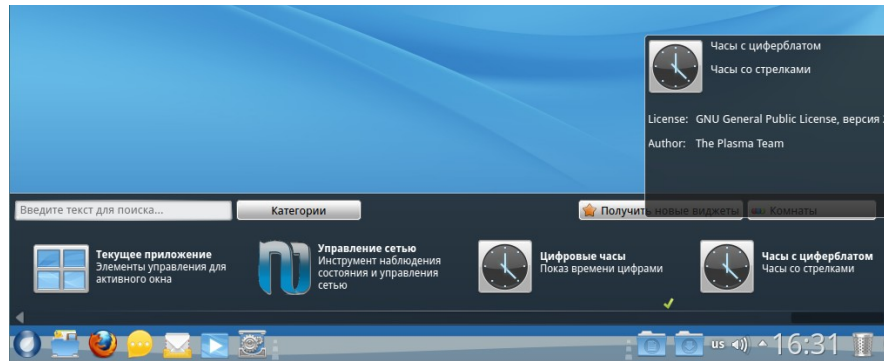 Часы с циферблатом
Часы со стрелками
License: GNU General Public License, версия
Author: The Plasma Team
Введите текст для поиска...
Категории
Получить новые виджеты
Комнаты
Текущее приложение
Элементы управления для
активного окна
Управление сетью
Инструмент наблюдения
состояния и управления
сетью
Цифровые часы
Показ времени цифрами
Часы с циферблатом
Часы со стрелками
us
16:31